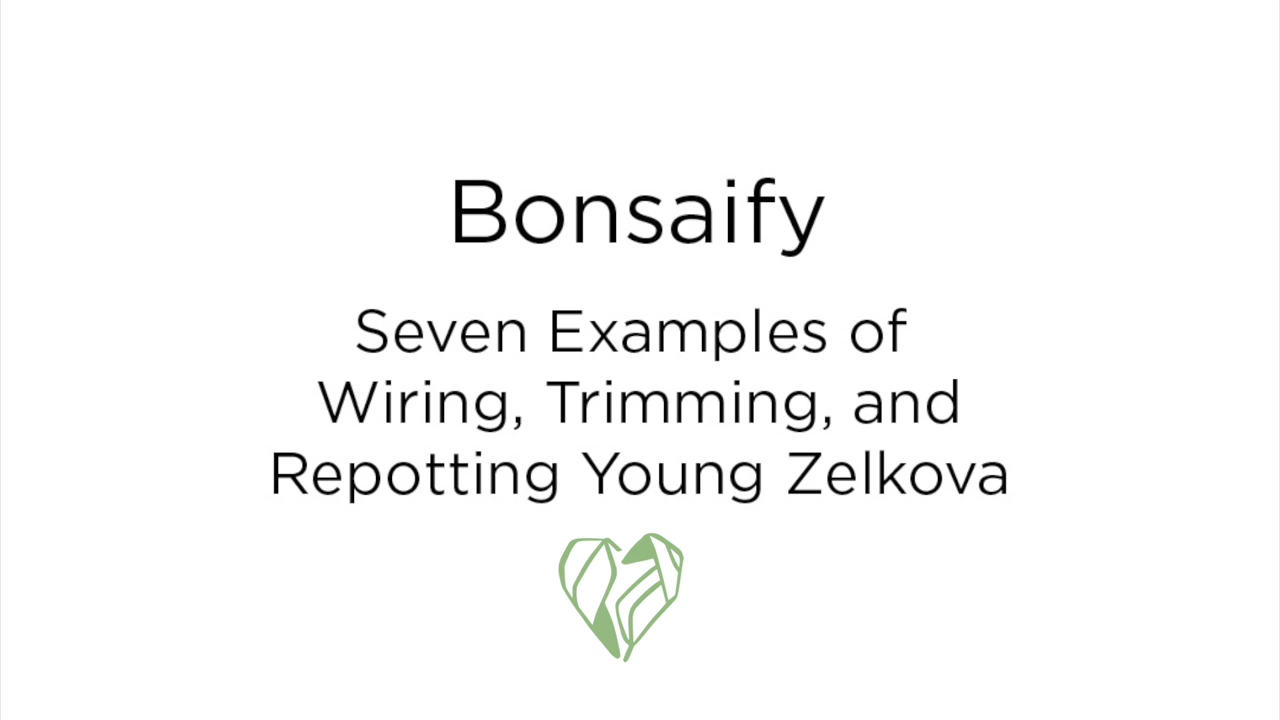 Bonsaify
Seven Examples of
Wiring, Trimming, and
Repotting Young Zelkova